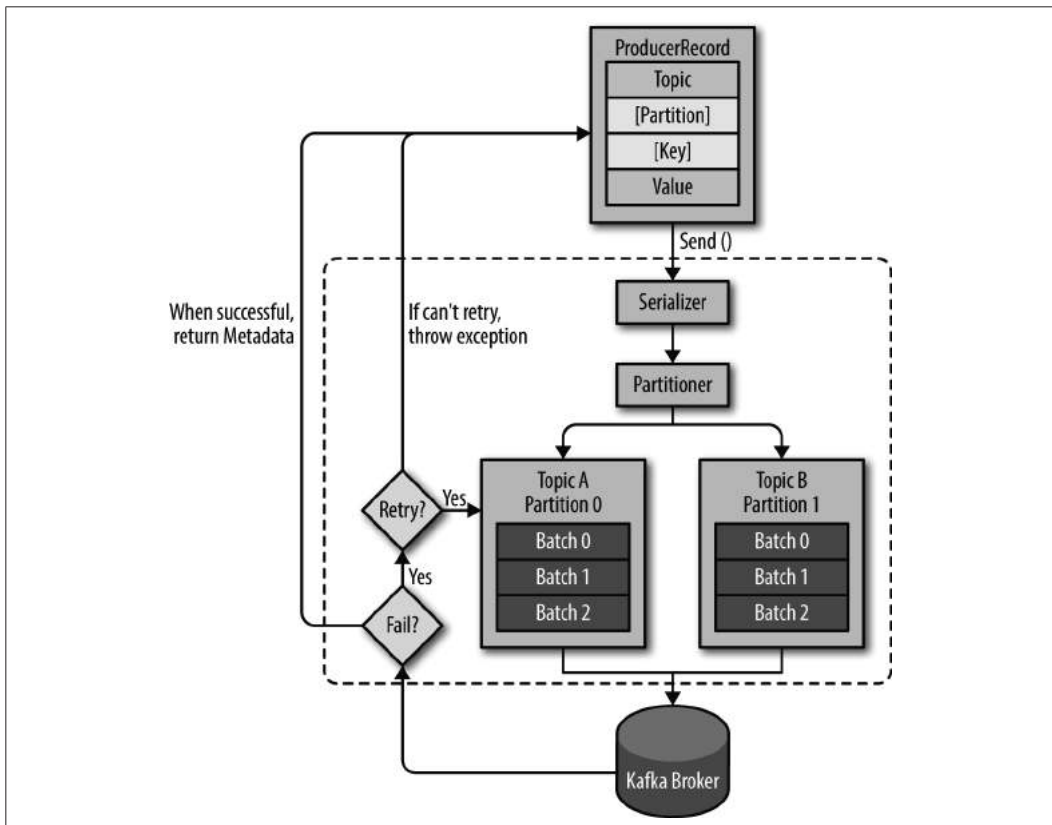 ProducerRecord
Topic
[Partition]
[Key]
Value
Send ()
Serializer
Partitioner
When successful,
return Metadata
If can't retry,
throw exception
Topic A
Partition 0
Batch 0
Batch 1
Batch 2
Topic B
Partition 1
Batch 0
Batch 1
Batch 2
Retry?
Yes
Yes
Fail?
Kafka Broker